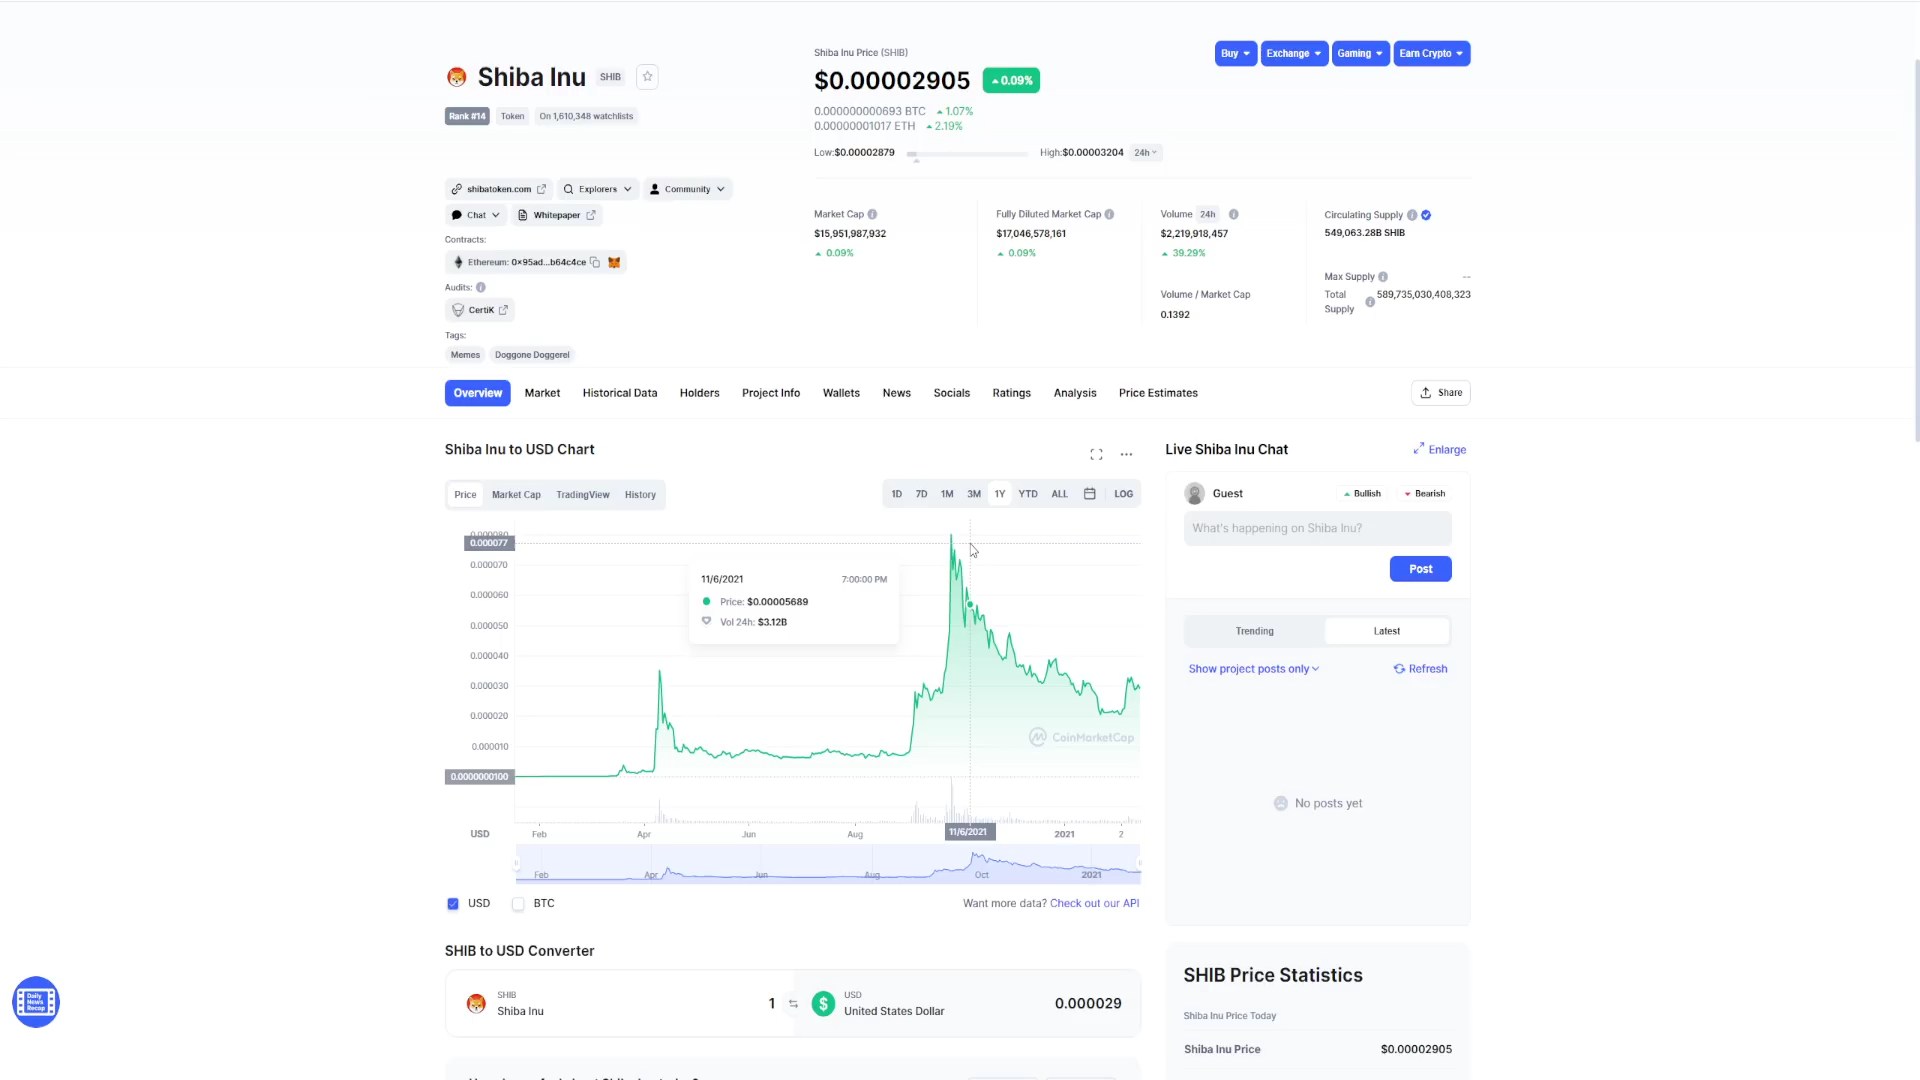 Shiba Inu SHIB
Rank #14 Token On 1,610,348 watchlists
shibatoken.com Explorers Community
Chat Whitepaper
Contracts:
Ethereum: 0x95ad...b64c4ce
Audits:
CertiK
Tags:
Memes Doggone Doggerel
Shiba Inu Price (SHIB)
$0.00002905 0.09%
0.000000000693 BTC 1.07%
0.00000001017 ETH 2.19%
Low:$0.00002879 High:$0.00003204 24h
Buy Exchange Gaming Earn Crypto
Market Cap
$15,951,987,932
0.09%
Fully Diluted Market Cap
$17,046,578,161
0.09%
Volume 24h
$2,219,918,457
39.29%
Volume / Market Cap
0.1392
Circulating Supply
549,063.28B SHIB
Max Supply --
Total Supply 589,735,030,408,323
Overview Market Historical Data Holders Project Info Wallets News Socials Ratings Analysis Price Estimates Share
Shiba Inu to USD Chart
Price Market Cap TradingView History
1D 7D 1M 3M 1Y YTD ALL LOG
0.000077
0.000070
0.000060
0.000050
0.000040
0.000030
0.000020
0.000010
0.0000000100
11/6/2021 7:00:00 PM
Price: $0.00005689
Vol 24h: $3.12B
CoinMarketCap
USD Feb Apr Jun Aug 11/6/2021 2021 2
Feb Apr Jun Aug Oct 2021
USD BTC
Want more data? Check out our API
SHIB to USD Converter
SHIB
Shiba Inu
1
USD
United States Dollar
0.000029
Live Shiba Inu Chat Enlarge
Guest Bullish Bearish
What's happening on Shiba Inu?
Post
Trending Latest
Show project posts only Refresh
No posts yet
SHIB Price Statistics
Shiba Inu Price Today
Shiba Inu Price $0.00002905
Daily
News
Recap